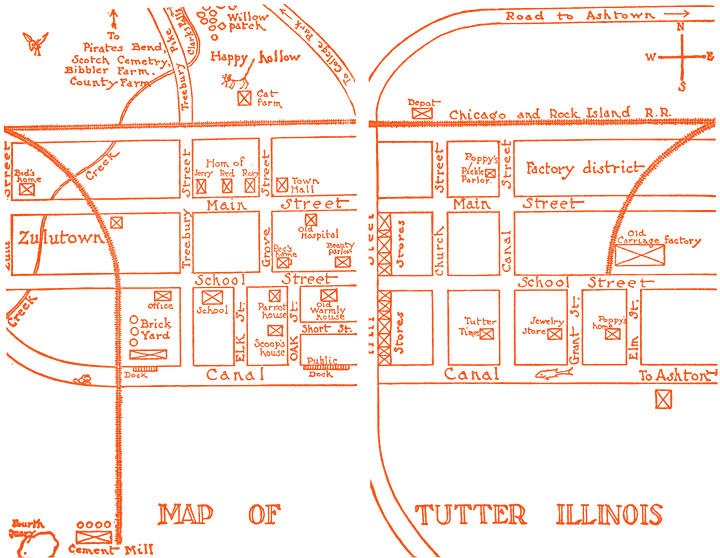 To
Pirates Bend,
Scotch Cemetry.
Bibbler Farm.
County Farm
Treebury Pike
Clarks Falls
Willow
patch
Happy Hollow
Cat
farm
To College Park
Road to Ashtown
N
W E
S
Depot
Chicago and Rock Island R.R.
Street
Bud's
home
Creek
Street
Hom of
Jerry Red Rory
Street
Town
Hall
Street
Poppy's
Pickle
Parlor.
Street
Factory district
Main Street
Main Street
Zulutown
Treebury
Grove
Old
Hospital
Peg's
home
Beauty
parlor
Street
Stores
Church
Canal
Old
Carriage factory
School Street
School Street
Creek
Office
Brick
Yard
School
ELK St.
Parrot
house
Scoop's
house
OAK St.
Old
Warmly
house
Short St.
Public
Dock
Dock
Stores
Tutter
Times
Jewelry
Store
Grant St.
Poppy's
home
Elm St.
Canal
Canal
To Ashton
MAP OF TUTTER ILLINOIS
Fourth
Quarry
Cement Mill